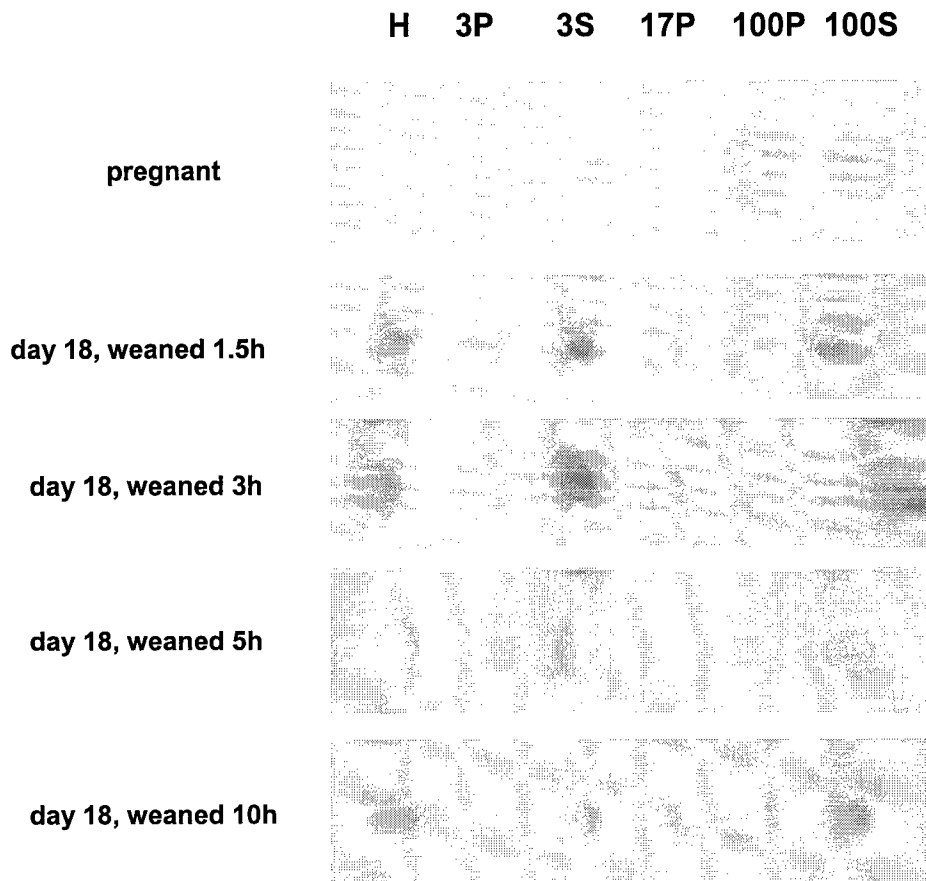 H 3P 3S 17P 100P 100S
pregnant
day 18, weaned 1.5h
day 18, weaned 3h
day 18, weaned 5h
day 18, weaned 10h